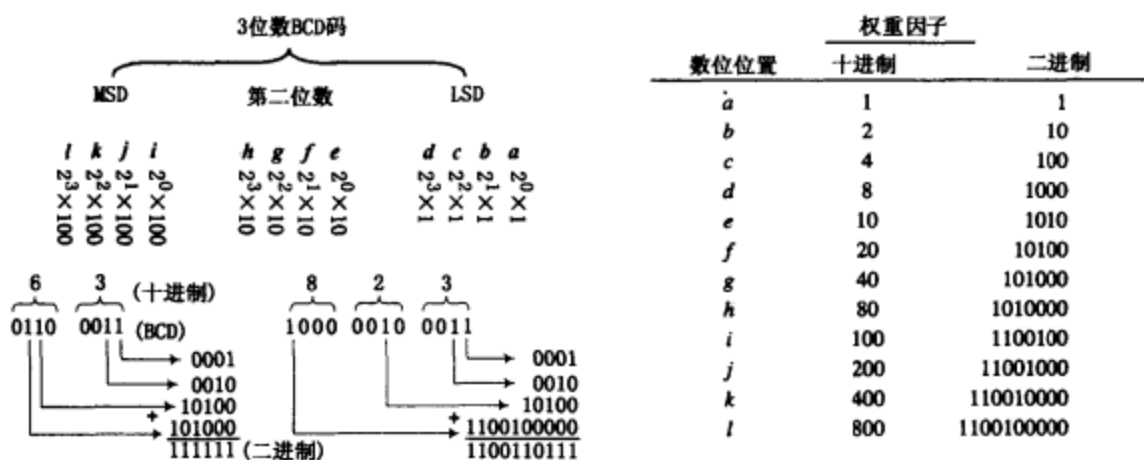 3位数BCD码
MSD 第二位数 LSD
l k j i h g f e d c b a
2³×100 2²×100 2¹×100 2⁰×100 2³×10 2²×10 2¹×10 2⁰×10 2³×1 2²×1 2¹×1 2⁰×1
6 3 (十进制)
0110 0011 (BCD)
0001
0010
10100
+
101000
111111 (二进制)
8 2 3
1000 0010 0011
0001
0010
10100
+
1100100000
1100110111
权重因子
数位位置 十进制 二进制
a 1 1
b 2 10
c 4 100
d 8 1000
e 10 1010
f 20 10100
g 40 101000
h 80 1010000
i 100 1100100
j 200 11001000
k 400 110010000
l 800 1100100000